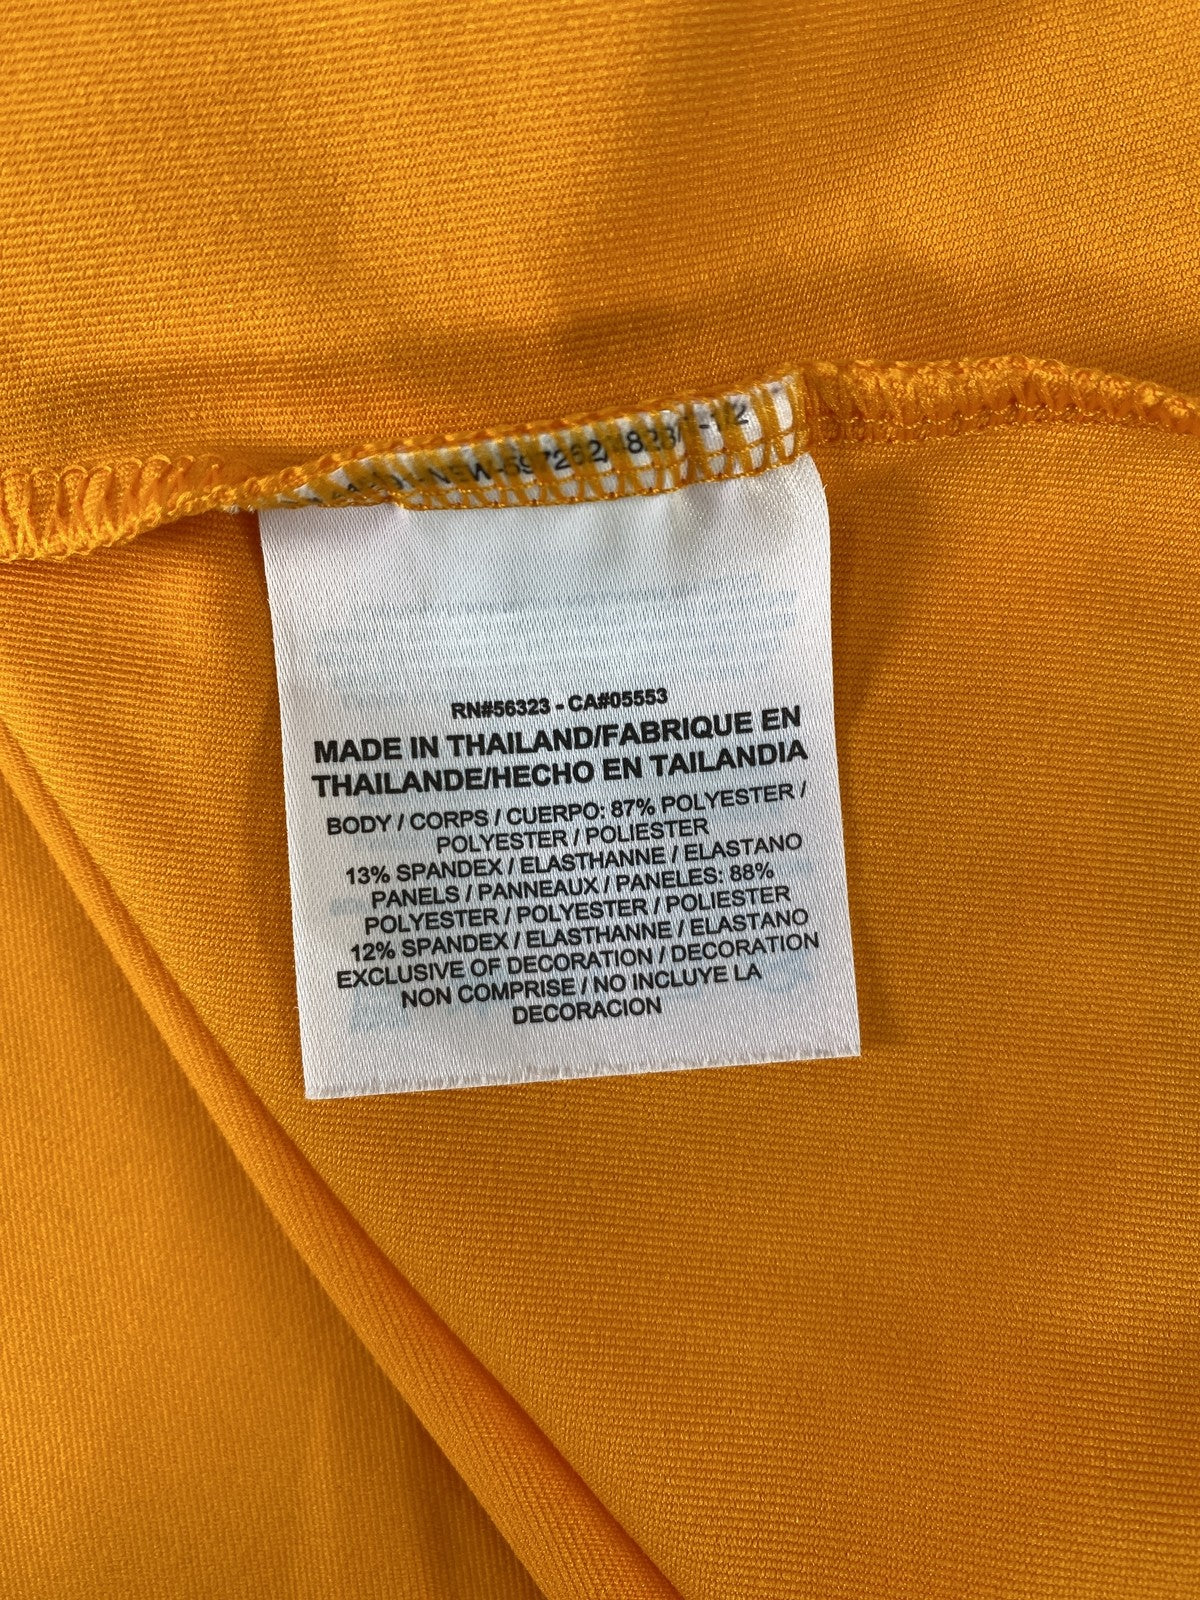 RN#56323 - CA#05553
MADE IN THAILAND/FABRIQUE EN
THAILANDE/HECHO EN TAILANDIA
BODY / CORPS / CUERPO: 87% POLYESTER /
POLYESTER / POLIESTER
13% SPANDEX / ELASTHANNE / ELASTANO
PANELS / PANNEAUX / PANELES: 88%
POLYESTER / POLYESTER / POLIESTER
12% SPANDEX / ELASTHANNE / ELASTANO
EXCLUSIVE OF DECORATION / DECORATION
NON COMPRISE / NO INCLUYE LA
DECORACION